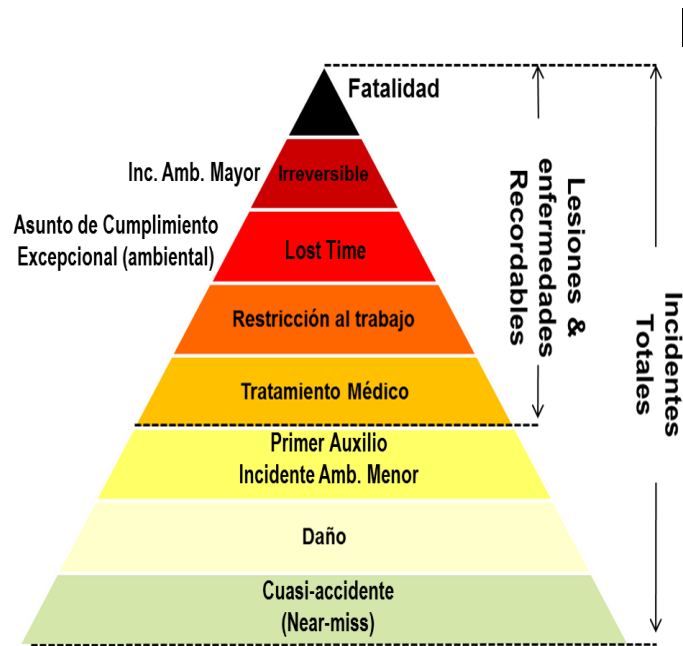 Fatalidad
Inc. Amb. Mayor
Irreversible
Asunto de Cumplimiento
Excepcional (ambiental)
Lost Time
Restricción al trabajo
Tratamiento Médico
Primer Auxilio
Incidente Amb. Menor
Daño
Cuasi-accidente
(Near-miss)
Lesiones &
enfermedades
Recordables
Incidentes
Totales